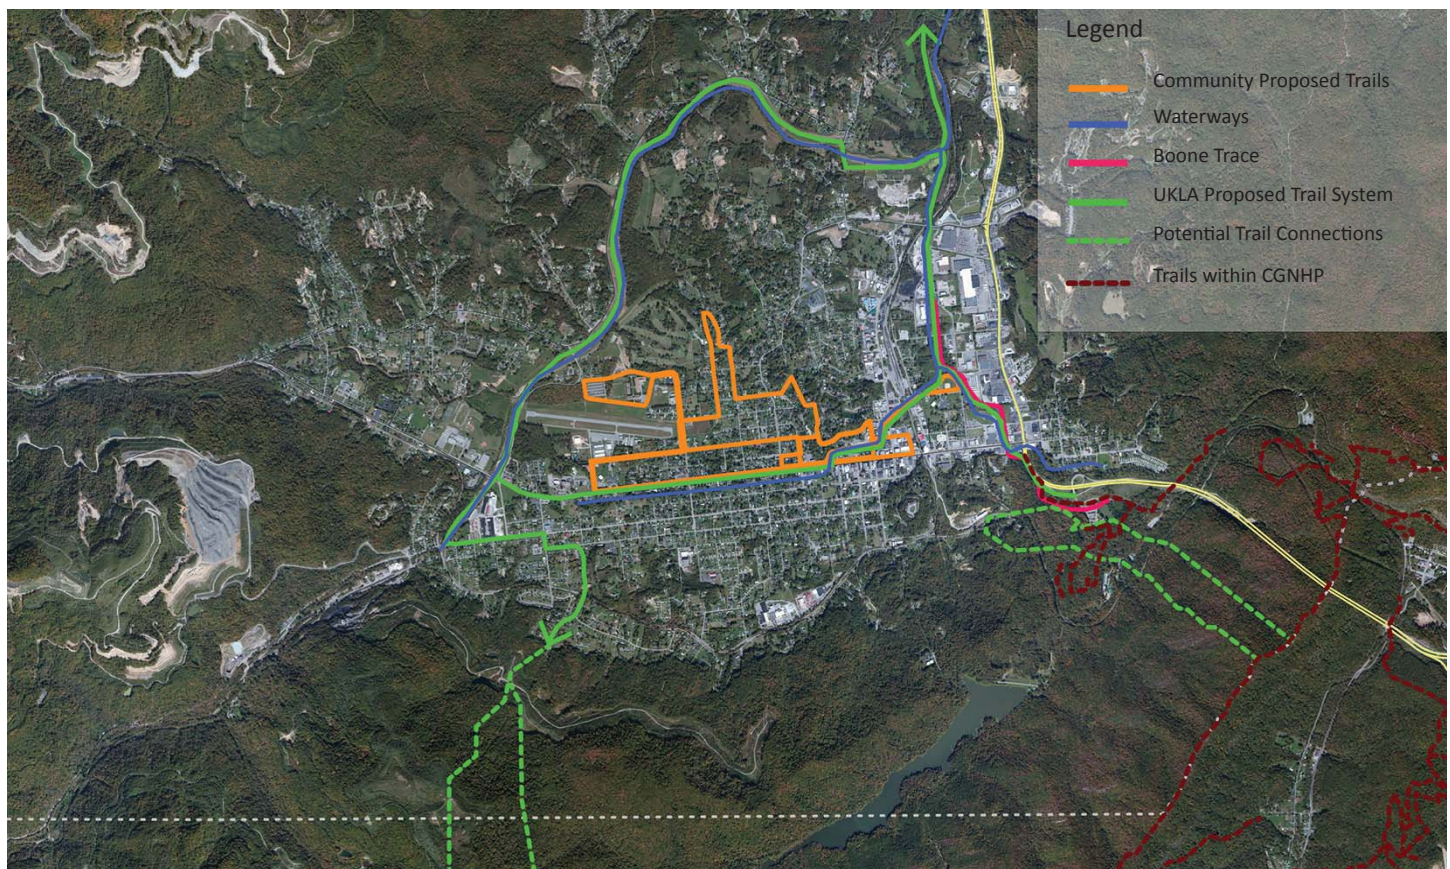 Legend
Community Proposed Trails
Waterways
Boone Trace
UKLA Proposed Trail System
Potential Trail Connections
Trails within CGNHP